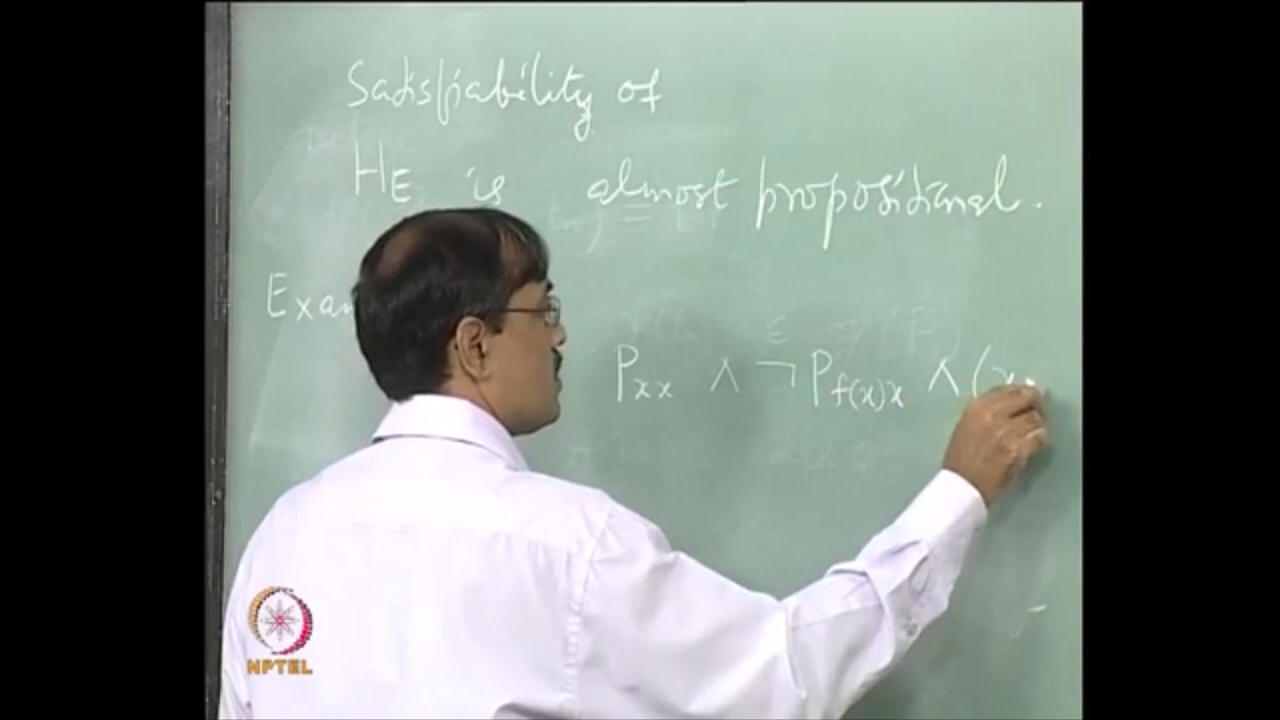 Satisfiability of
HE is almost propositional.
Exam
Pxx ∧ ¬Pf(x)x ∧ (x
NPTEL